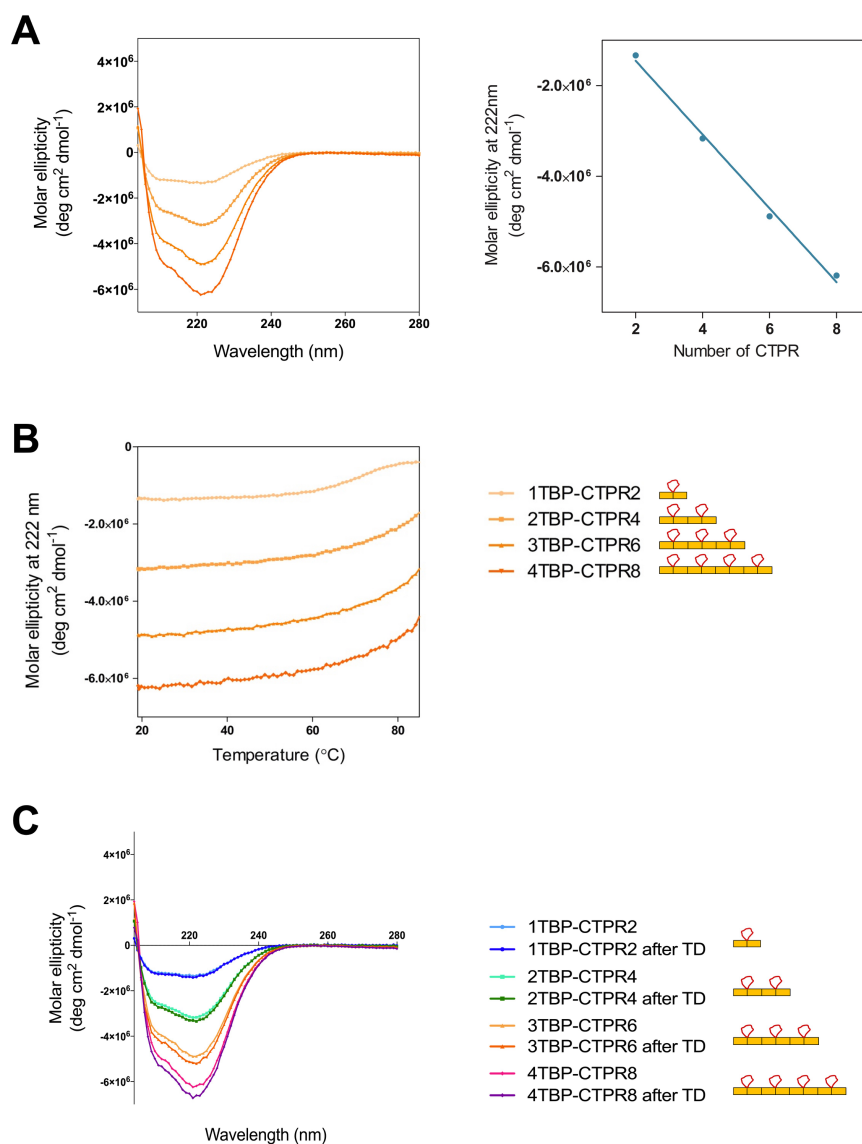 A
Molar ellipticity
(deg cm² dmol⁻¹)
4×10⁶
2×10⁶
0
-2×10⁶
-4×10⁶
-6×10⁶
220
240
260
280
Wavelength (nm)
Molar ellipticity at 222nm
(deg cm² dmol⁻¹)
-2.0×10⁶
-4.0×10⁶
-6.0×10⁶
2
4
6
8
Number of CTPR
B
Molar ellipticity at 222 nm
(deg cm² dmol⁻¹)
0
-2.0×10⁶
-4.0×10⁶
-6.0×10⁶
20
40
60
80
Temperature (°C)
1TBP-CTPR2
2TBP-CTPR4
3TBP-CTPR6
4TBP-CTPR8
C
Molar ellipticity
(deg cm² dmol⁻¹)
4×10⁶
2×10⁶
0
-2×10⁶
-4×10⁶
-6×10⁶
220
240
260
280
Wavelength (nm)
1TBP-CTPR2
1TBP-CTPR2 after TD
2TBP-CTPR4
2TBP-CTPR4 after TD
3TBP-CTPR6
3TBP-CTPR6 after TD
4TBP-CTPR8
4TBP-CTPR8 after TD